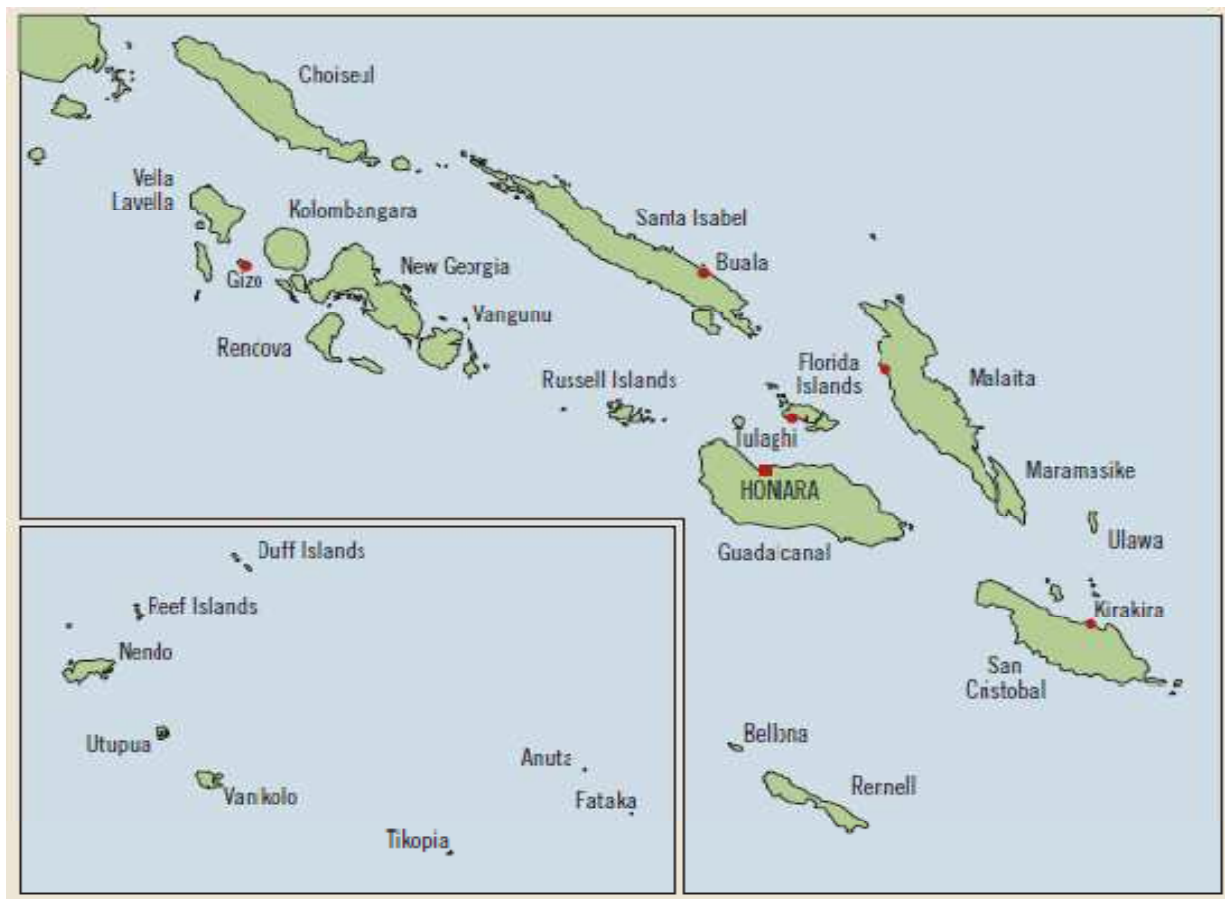 Choiseul
Vella
Lavella
Kolombangara
Santa Isabel
Buala
Gizo
New Georgia
Vangunu
Rencova
Russell Islands
Florida
Islands
Malaita
Tulaghi
Maramasike
HONIARA
Ulawa
Guadalcanal
Duff Islands
Reef Islands
Kirakira
Nendo
San
Cristobal
Utupua
Bellona
Anuta
Vanikolo
Fataka
Rernell
Tikopia